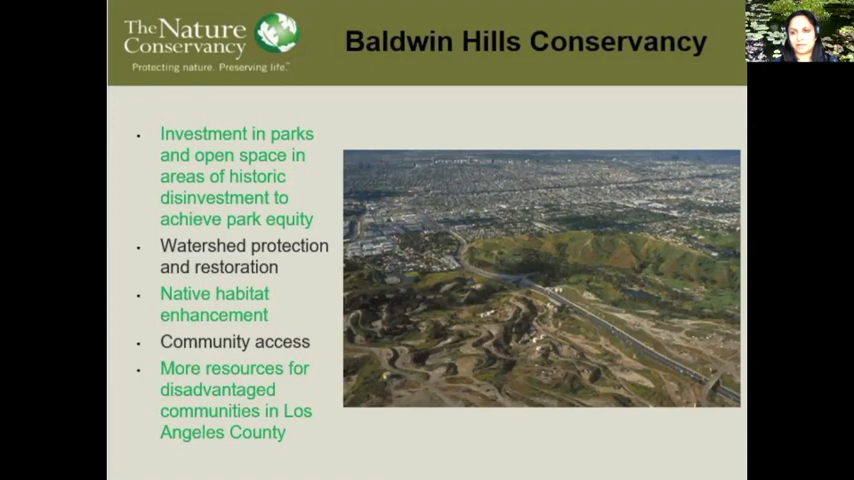 The Nature
Conservancy
Protecting nature. Preserving life.™
Baldwin Hills Conservancy
• Investment in parks
and open space in
areas of historic
disinvestment to
achieve park equity
• Watershed protection
and restoration
• Native habitat
enhancement
• Community access
• More resources for
disadvantaged
communities in Los
Angeles County